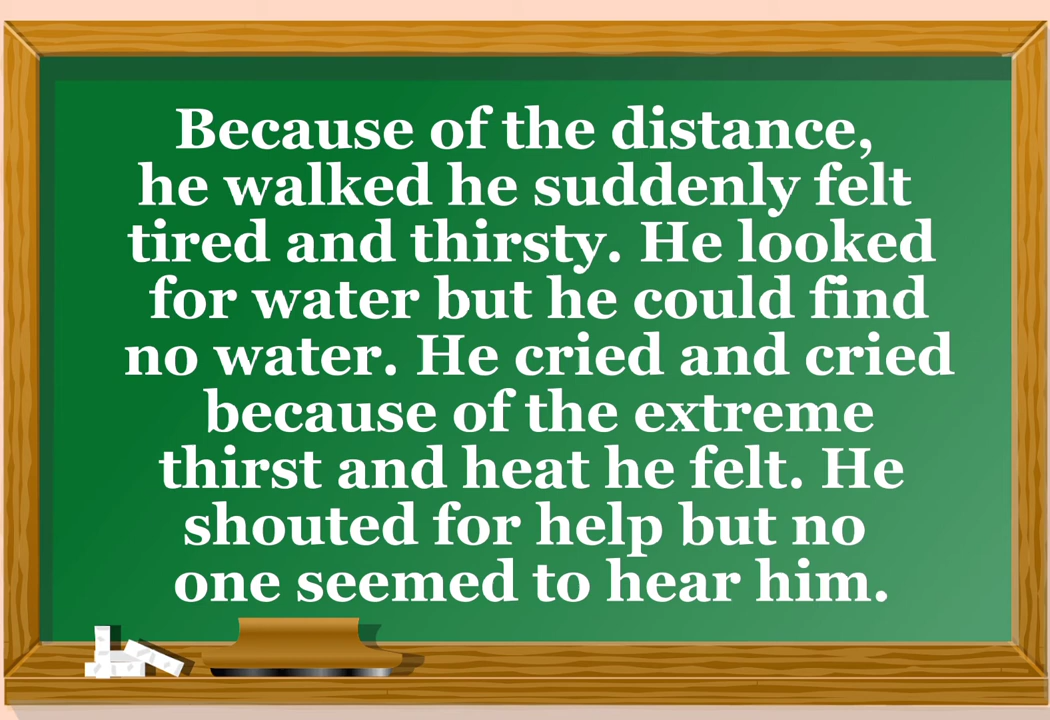 Because of the distance,
he walked he suddenly felt
tired and thirsty. He looked
for water but he could find
no water. He cried and cried
because of the extreme
thirst and heat he felt. He
shouted for help but no
one seemed to hear him.